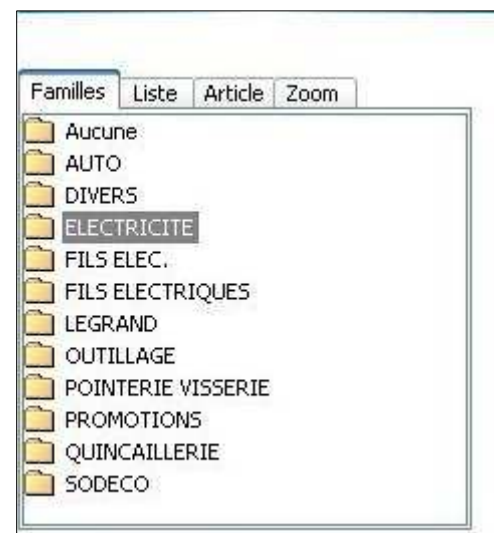 Familles Liste Article Zoom
Aucune
AUTO
DIVERS
ELECTRICITE
FILS ELEC.
FILS ELECTRIQUES
LEGRAND
OUTILLAGE
POINTERIE VISSERIE
PROMOTIONS
QUINCAILLERIE
SODECO